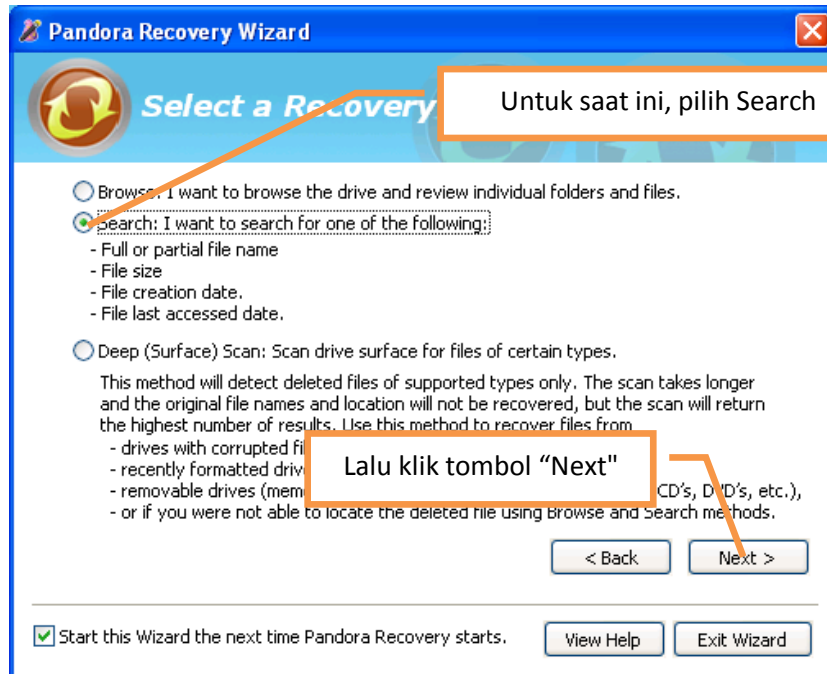 Pandora Recovery Wizard
Select a Recovery
Untuk saat ini, pilih Search
Browse: I want to browse the drive and review individual folders and files.
Search: I want to search for one of the following:
- Full or partial file name
- File size
- File creation date.
- File last accessed date.
Deep (Surface) Scan: Scan drive surface for files of certain types.
This method will detect deleted files of supported types only. The scan takes longer
and the original file names and location will not be recovered, but the scan will return
the highest number of results. Use this method to recover files from
- drives with corrupted
- recently formatted
- removable drives CD's, DVD's, etc.),
- or if you were not able to locate the deleted file using Browse and Search methods.
Lalu klik tombol “Next"
< Back
Next >
Start this Wizard the next time Pandora Recovery starts.
View Help
Exit Wizard